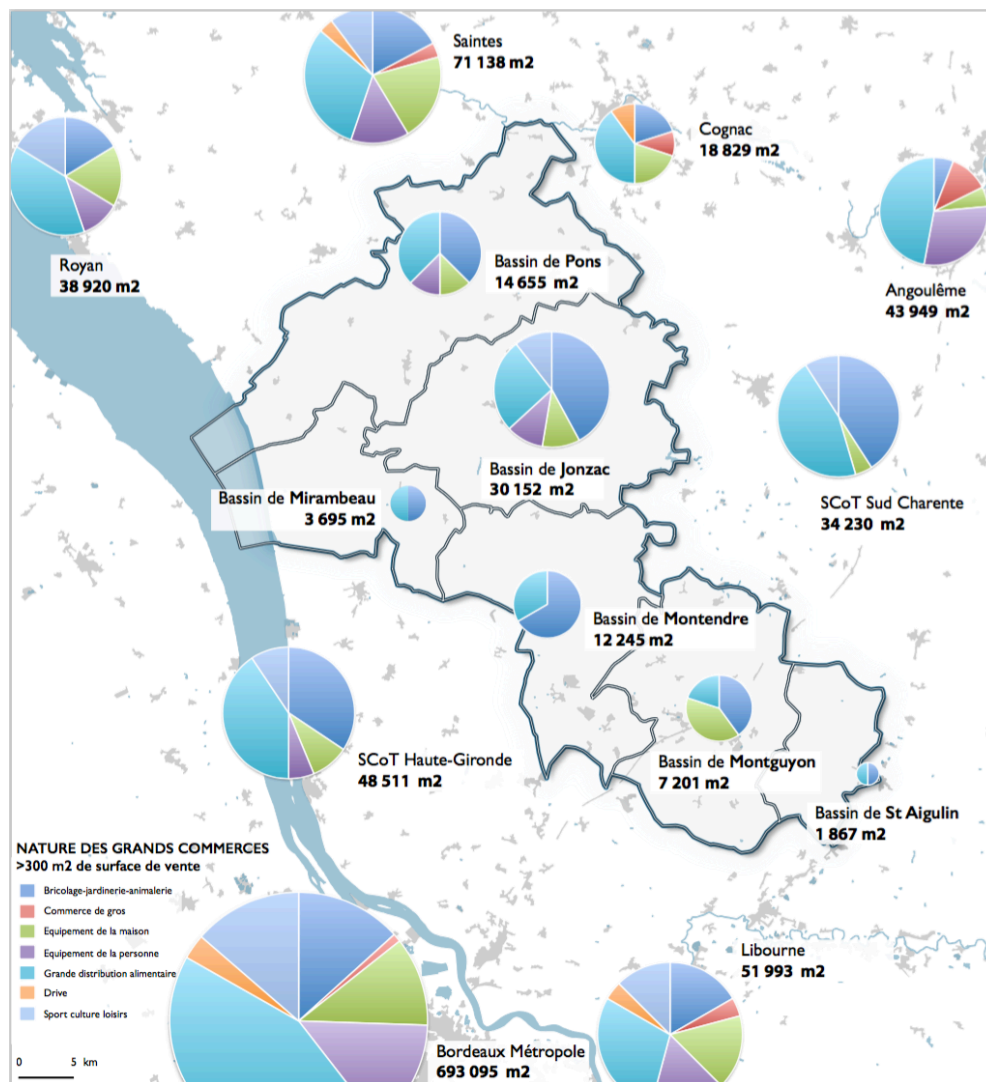 Saintes
71 138 m2
Cognac
18 829 m2
Royan
38 920 m2
Bassin de Pons
14 655 m2
Angoulême
43 949 m2
Bassin de Jonzac
30 152 m2
Bassin de Mirambeau
3 695 m2
SCoT Sud Charente
34 230 m2
Bassin de Montendre
12 245 m2
SCoT Haute-Gironde
48 511 m2
Bassin de Montguyon
7 201 m2
Bassin de St Aigulin
1 867 m2
NATURE DES GRANDS COMMERCES
>300 m2 de surface de vente
Bricolage-jardinerie-animalerie
Commerce de gros
Equipement de la maison
Equipement de la personne
Grande distribution alimentaire
Drive
Sport culture loisirs
0 5 km
Libourne
51 993 m2
Bordeaux Métropole
693 095 m2